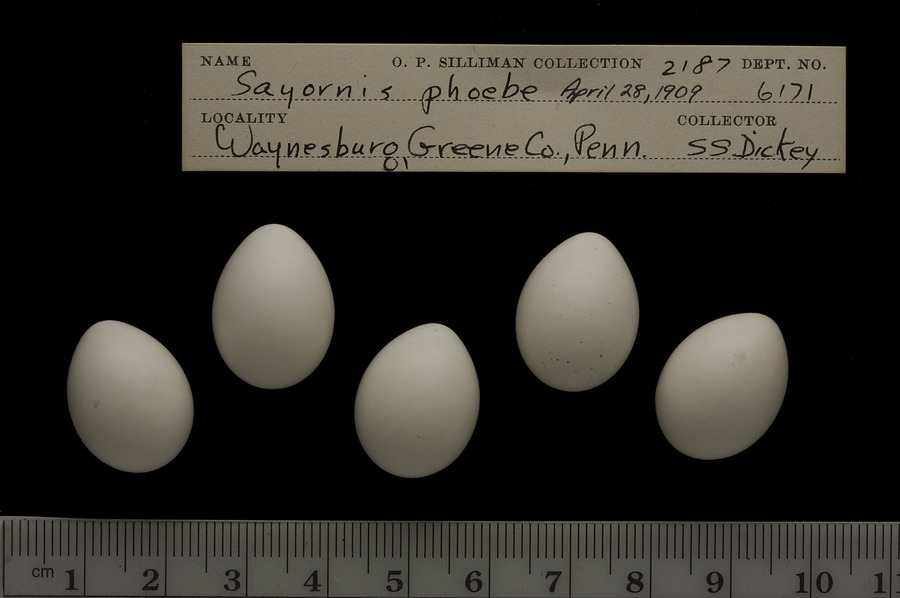 NAME O. P. SILLIMAN COLLECTION 2187 DEPT. NO.
Sayornis phoebe April 28, 1909 6171
LOCALITY COLLECTOR
Waynesburg Greene Co., Penn. SS Dickey
cm 1 2 3 4 5 6 7 8 9 10 1